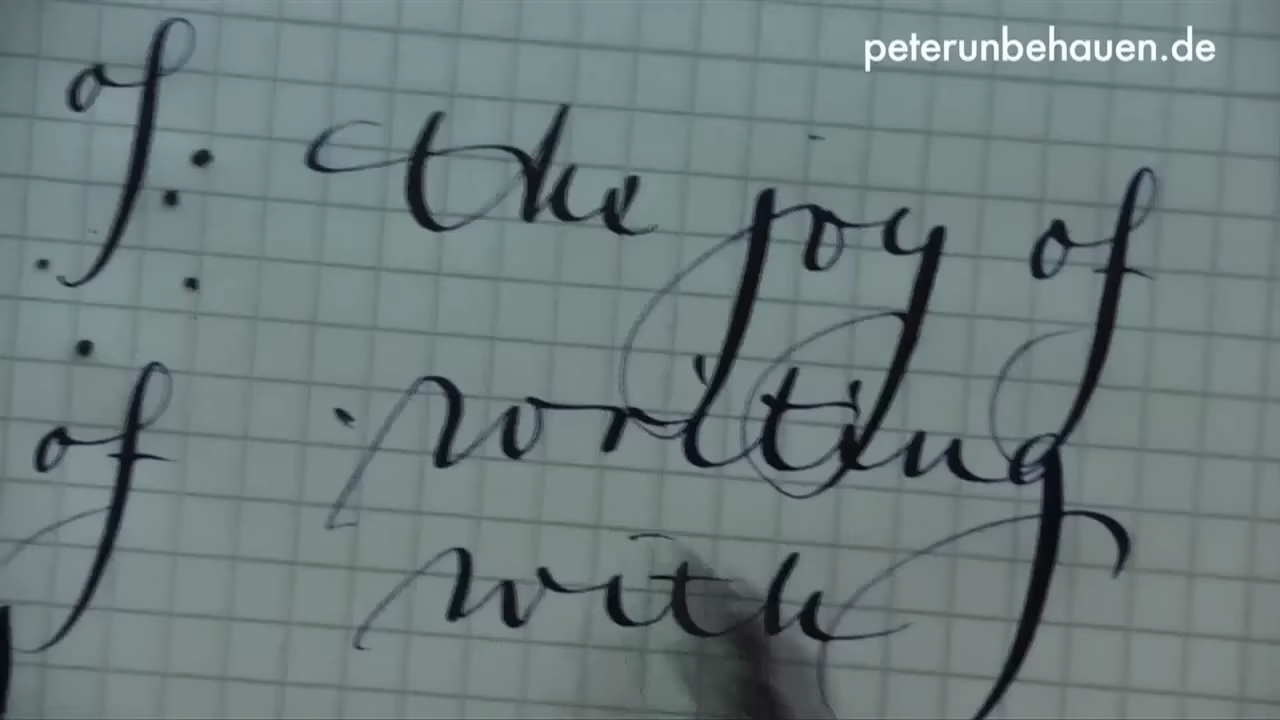 peterunbehauen.de
of
the joy of
of
writing
with